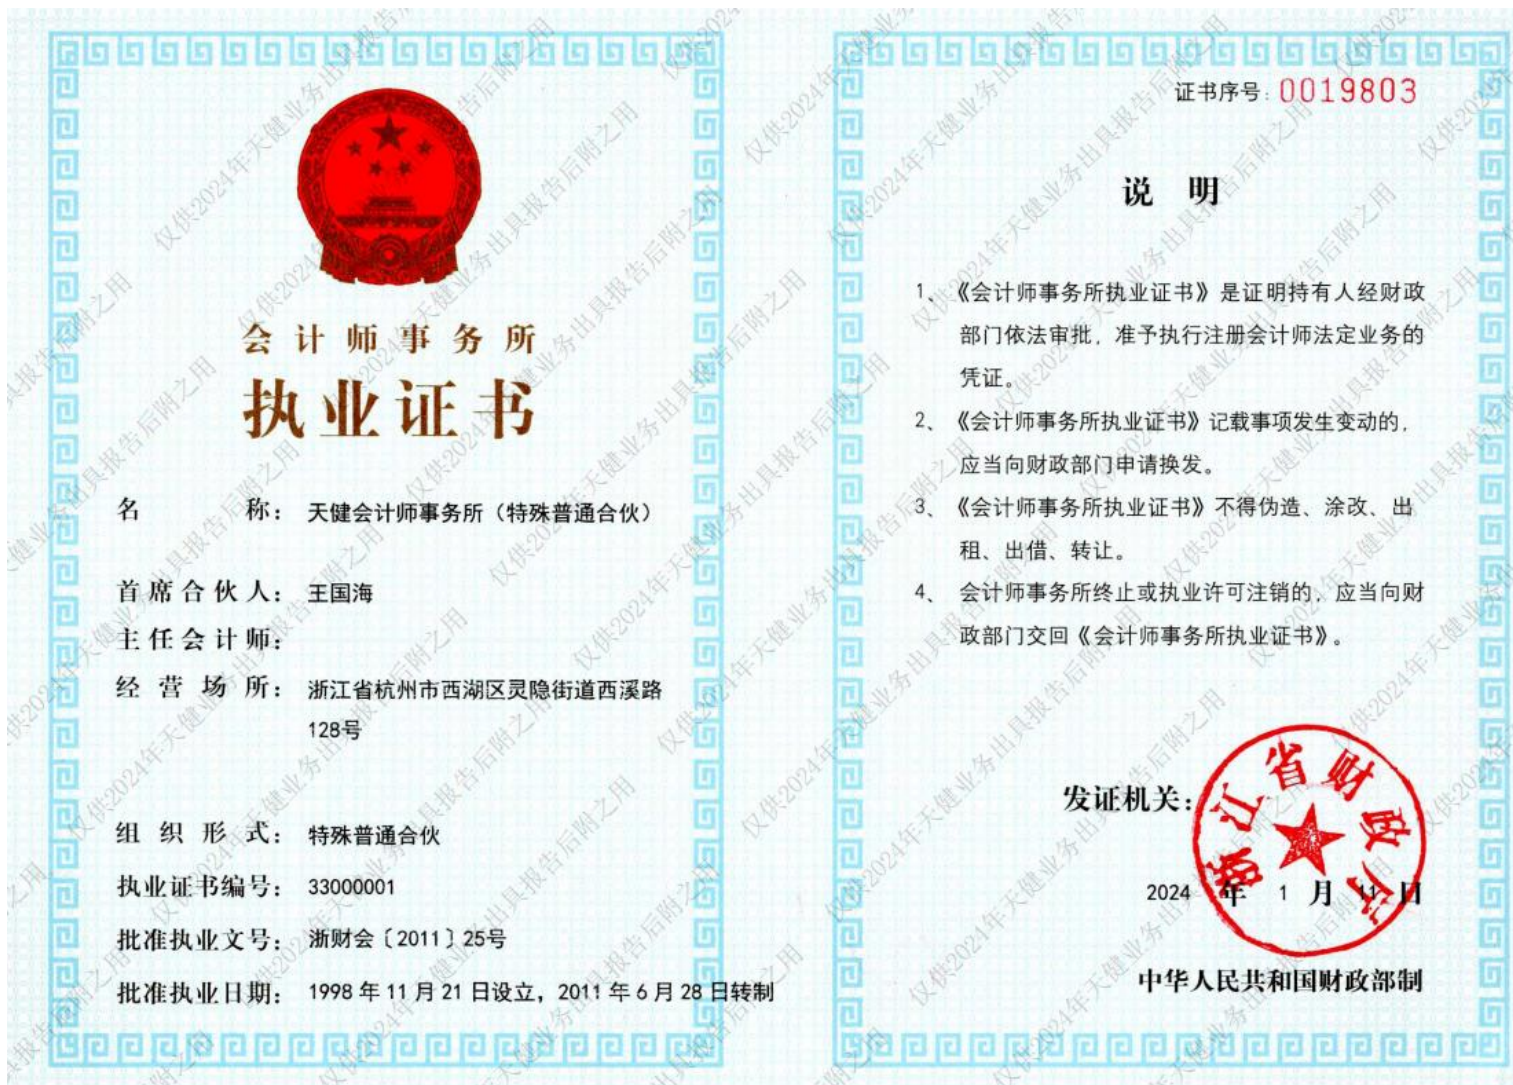 会计师事务所
执业证书
名称：天健会计师事务所（特殊普通合伙）
首席合伙人：王国海
主任会计师：
经营场所：浙江省杭州市西湖区灵隐街道西溪路
128号
组织形式：特殊普通合伙
执业证书编号：33000001
批准执业文号：浙财会〔2011〕25号
批准执业日期：1998年11月21日设立，2011年6月28日转制
证书序号：0019803
说明
1、《会计师事务所执业证书》是证明持有人经财政
部门依法审批，准予执行注册会计师法定业务的
凭证。
2、《会计师事务所执业证书》记载事项发生变动的，
应当向财政部门申请换发。
3、《会计师事务所执业证书》不得伪造、涂改、出
租、出借、转让。
4、会计师事务所终止或执业许可注销的，应当向财
政部门交回《会计师事务所执业证书》。
发证机关：
浙江省财政厅
2024年1月11日
中华人民共和国财政部制
仅供2024年天健业务出具报告后附之用